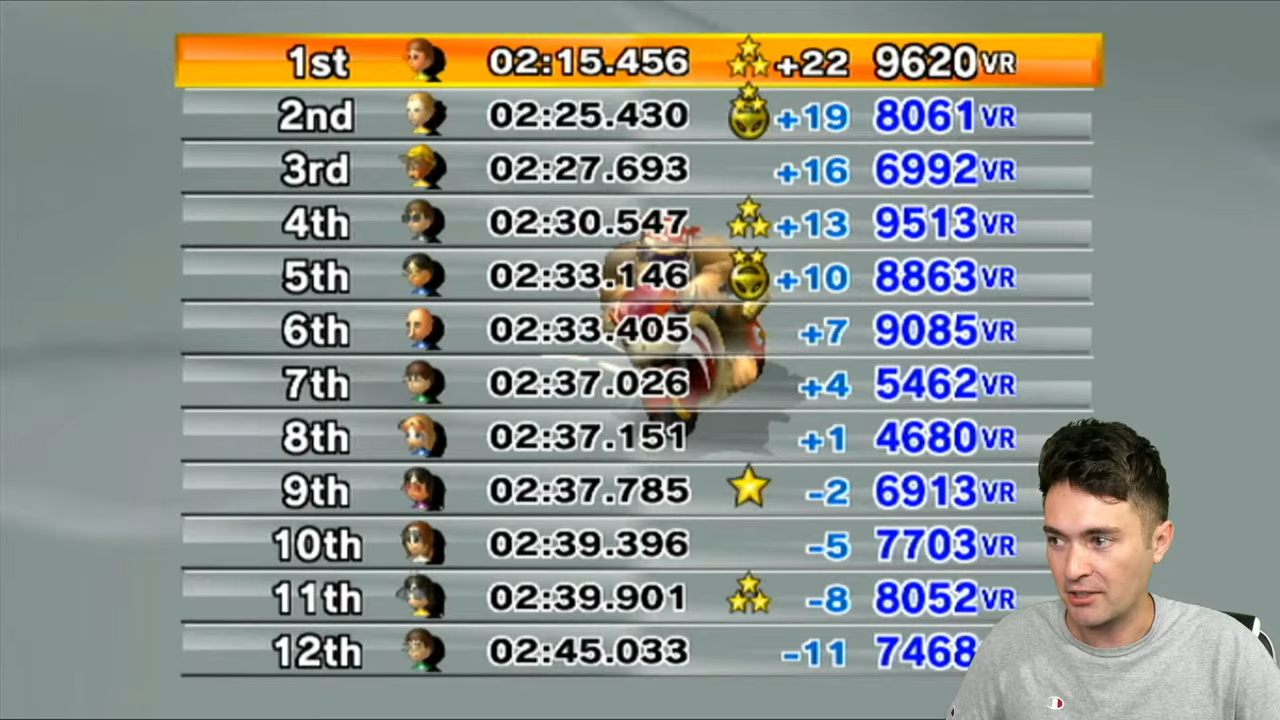 1st 02:15.456 +22 9620VR
2nd 02:25.430 +19 8061VR
3rd 02:27.693 +16 6992VR
4th 02:30.547 +13 9513VR
5th 02:33.146 +10 8863VR
6th 02:33.405 +7 9085VR
7th 02:37.026 +4 5462VR
8th 02:37.151 +1 4680VR
9th 02:37.785 -2 6913VR
10th 02:39.396 -5 7703VR
11th 02:39.901 -8 8052VR
12th 02:45.033 -11 7468